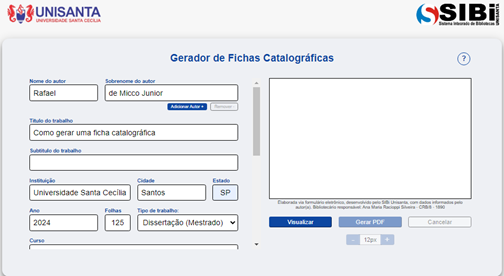 UNISANTA
UNIVERSIDADE SANTA CECÍLIA
SIBi
UNISANTA
Sistema Integrado de Bibliotecas
Gerador de Fichas Catalográficas
?
Nome do autor
Sobrenome do autor
Rafael
de Micco Junior
Adicionar Autor +
Remover -
Título do trabalho
Como gerar uma ficha catalográfica
Subtítulo do trabalho
Instituição
Cidade
Estado
Universidade Santa Cecília
Santos
SP
Ano
Folhas
Tipo de trabalho:
2024
125
Dissertação (Mestrado)
Curso
Elaborada via formulário eletrônico, desenvolvido pelo SIBi Unisanta, com dados informados pelo
autor(a). Bibliotecário responsável: Ana Maria Racioppi Silveira - CRB/8 -
Visualizar
Gerar PDF
Cancelar
-
12px
+